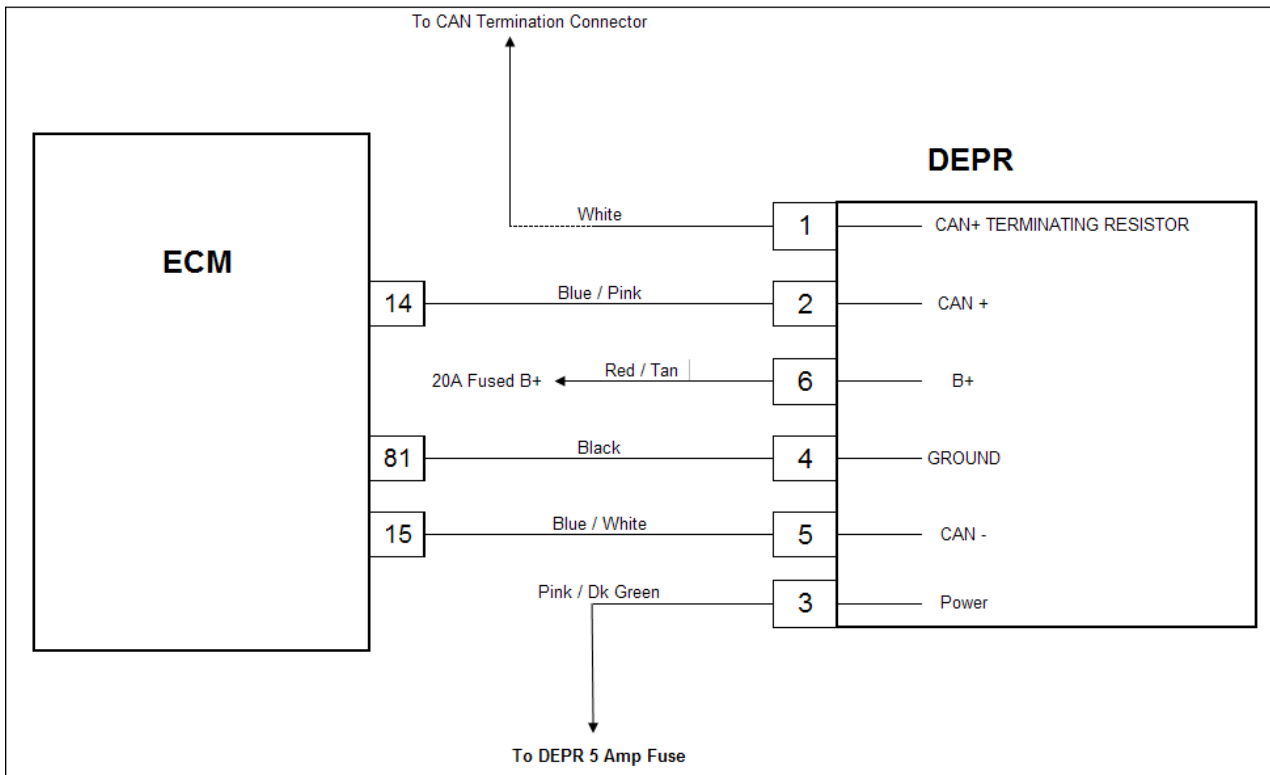 To CAN Termination Connector
DEPR
White
1
CAN+ TERMINATING RESISTOR
ECM
14
Blue / Pink
2
CAN +
20A Fused B+
Red / Tan
6
B+
81
Black
4
GROUND
15
Blue / White
5
CAN -
Pink / Dk Green
3
Power
To DEPR 5 Amp Fuse